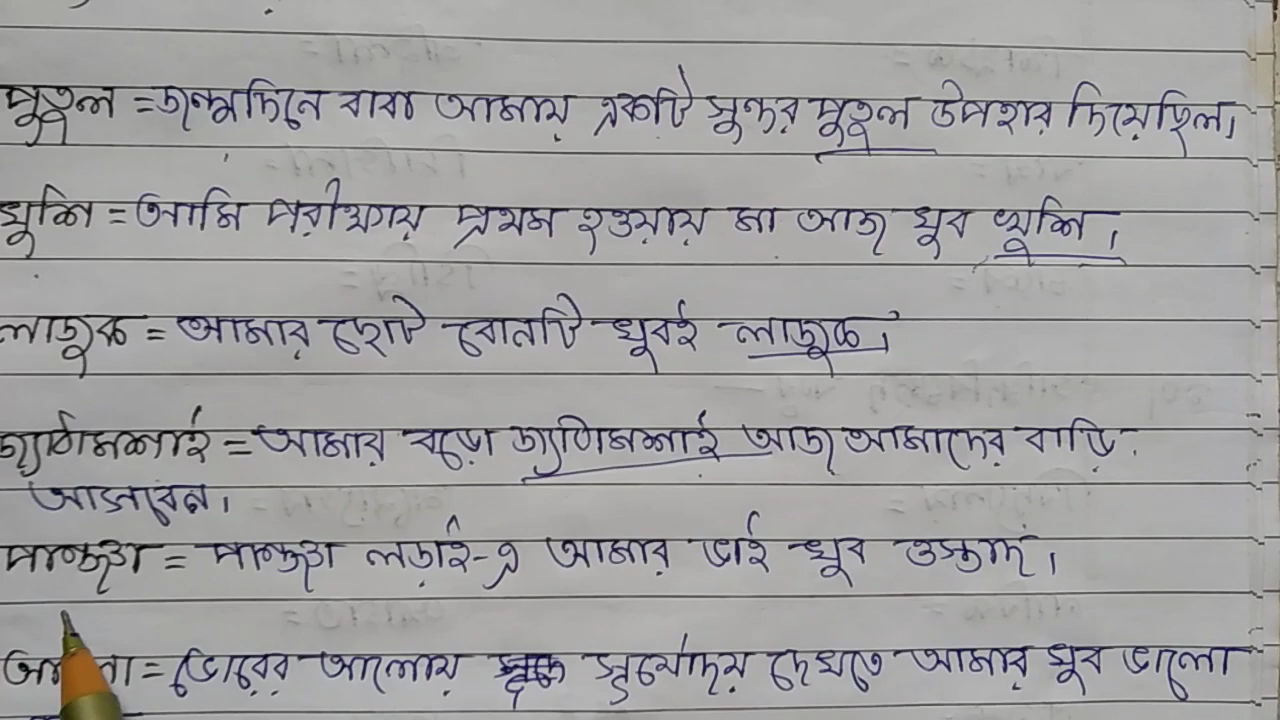 পুতুল = জন্মদিনে বাবা আমায় একটি সুন্দর পুতুল উপহার দিয়েছিল।
খুশি = আমি পরীক্ষায় প্রথম হওয়ায় মা আজ খুব খুশি।
লাজুক = আমার ছোট বোনটি খুবই লাজুক।
জ্যাঠামশাই = আমার বড়ো জ্যাঠামশাই আজ আমাদের বাড়ি
আসবেন।
পাঞ্জা = পাঞ্জা লড়াই-এ আমার ভাই খুব ওস্তাদ।
= ভোরের আলোয় সূর্যোদয় দেখতে আমার খুব ভালো